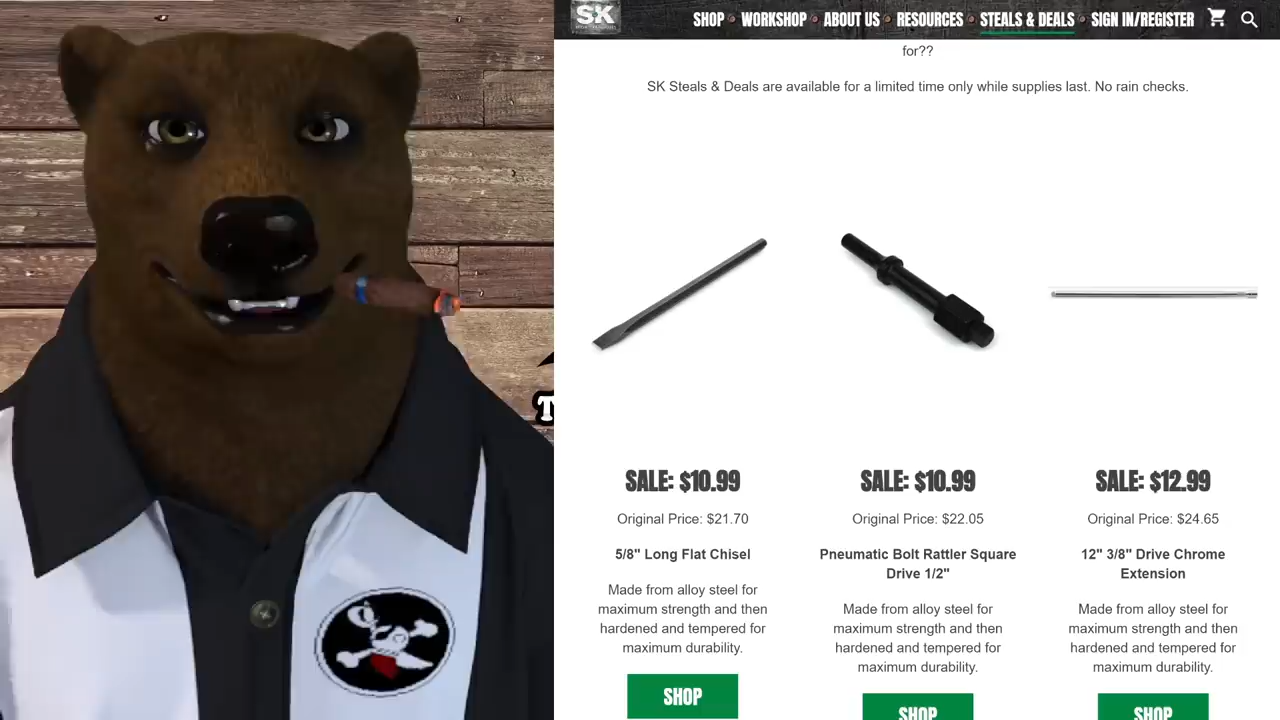 SK
SHOP WORKSHOP ABOUT US RESOURCES STEALS & DEALS SIGN IN/REGISTER
for??
SK Steals & Deals are available for a limited time only while supplies last. No rain checks.
T
SALE: $10.99
Original Price: $21.70
5/8" Long Flat Chisel
Made from alloy steel for
maximum strength and then
hardened and tempered for
maximum durability.
SHOP
SALE: $10.99
Original Price: $22.05
Pneumatic Bolt Rattler Square
Drive 1/2"
Made from alloy steel for
maximum strength and then
hardened and tempered for
maximum durability.
SHOP
SALE: $12.99
Original Price: $24.65
12" 3/8" Drive Chrome
Extension
Made from alloy steel for
maximum strength and then
hardened and tempered for
maximum durability.
SHOP